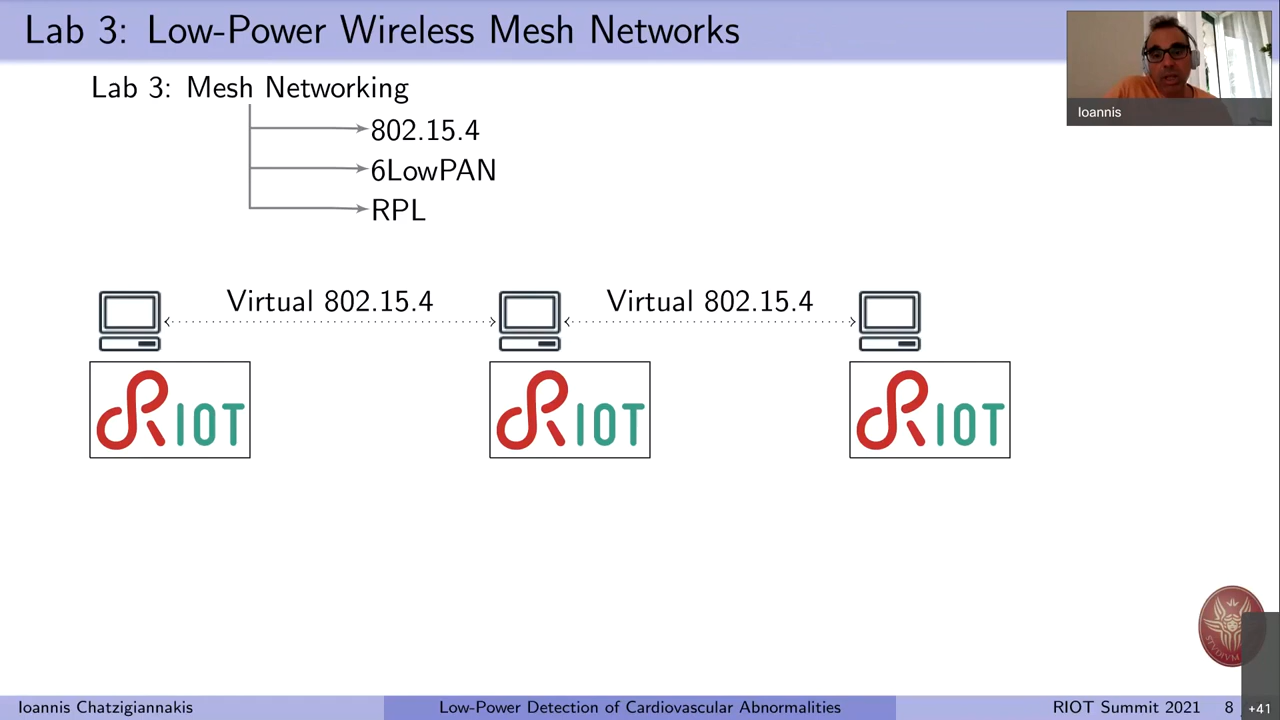 Lab 3: Low-Power Wireless Mesh Networks
Ioannis
Lab 3: Mesh Networking
802.15.4
6LowPAN
RPL
Virtual 802.15.4
Virtual 802.15.4
RIOT
RIOT
RIOT
STVDIVM
Ioannis Chatzigiannakis
Low-Power Detection of Cardiovascular Abnormalities
RIOT Summit 2021
8
+41